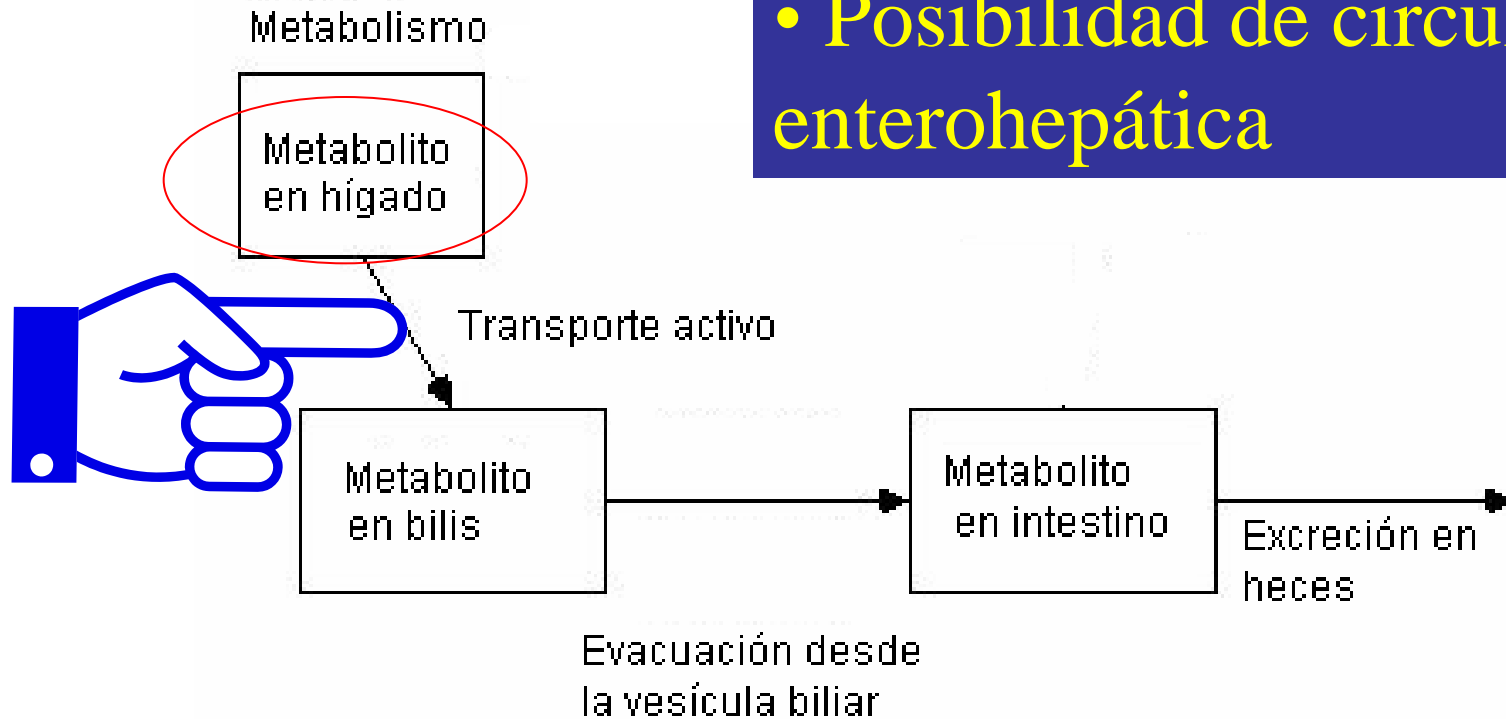 Metabolismo
• Posibilidad de
enterohepática
Metabolito
en hígado
Transporte activo
Metabolito
en bilis
Metabolito
en intestino
Excreción en
heces
Evacuación desde
la vesícula biliar